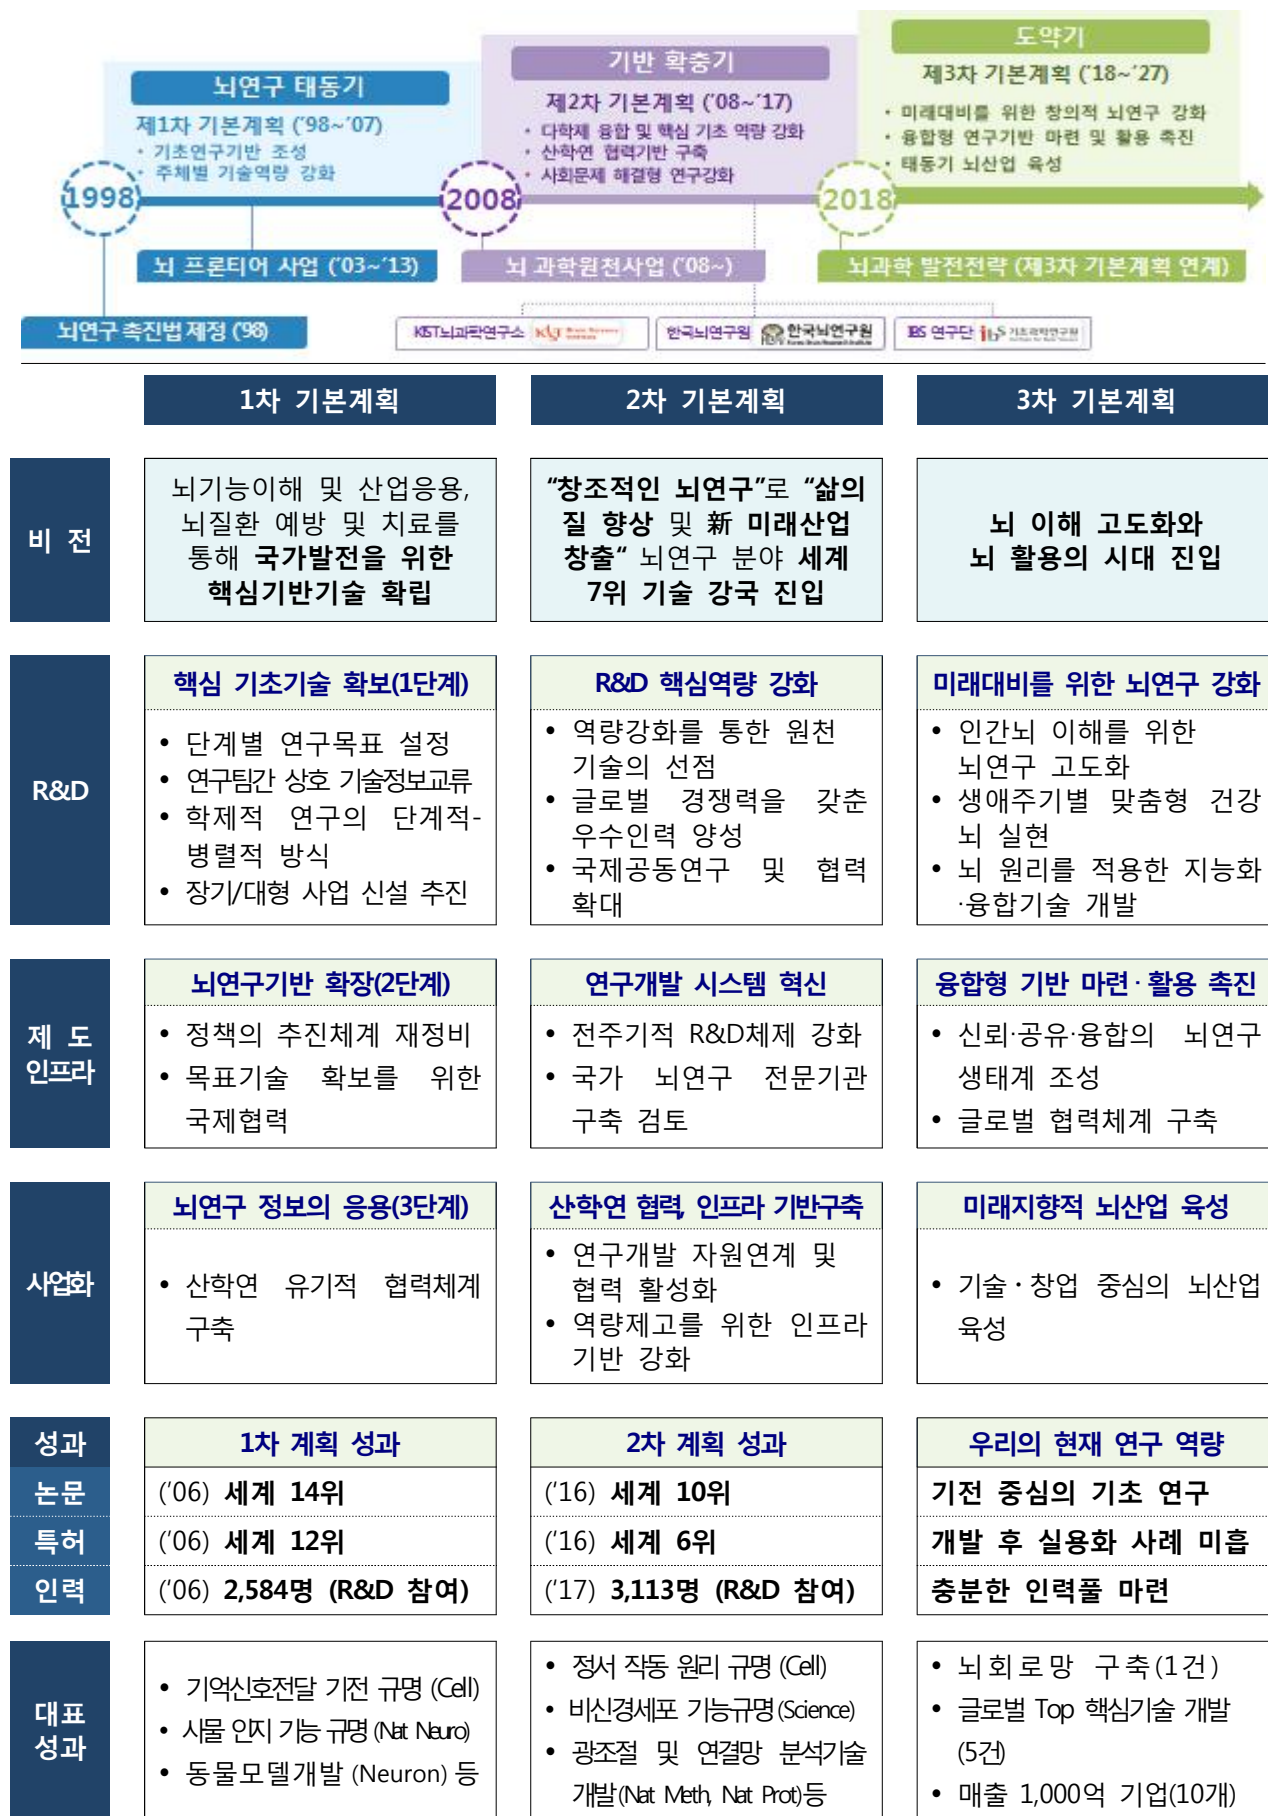 도약기
제3차 기본계획 ('18~'27)
• 미래대비를 위한 창의적 뇌연구 강화
• 융합형 연구기반 마련 및 활용 촉진
• 태동기 뇌산업 육성
기반 확충기
제2차 기본계획 ('08~'17)
• 다학제 융합 및 핵심 기초 역량 강화
• 산학연 협력기반 구축
• 사회문제 해결형 연구강화
뇌연구 태동기
제1차 기본계획 ('98~'07)
• 기초연구기반 조성
• 주체별 기술역량 강화
1998
2008
2018
뇌 프론티어 사업 ('03~'13)
뇌 과학원천사업 ('08~)
뇌과학 발전전략 (제3차 기본계획 연계)
뇌연구 촉진법 제정 ('98)
KIST뇌과학연구소 KIST
한국뇌연구원 한국뇌연구원
IBS 연구단 ibS 기초과학연구원
1차 기본계획
2차 기본계획
3차 기본계획
비 전
뇌기능이해 및 산업응용,
뇌질환 예방 및 치료를
통해 국가발전을 위한
핵심기반기술 확립
“창조적인 뇌연구”로 “삶의
질 향상 및 新 미래산업
창출“ 뇌연구 분야 세계
7위 기술 강국 진입
뇌 이해 고도화와
뇌 활용의 시대 진입
R&D
핵심 기초기술 확보(1단계)
• 단계별 연구목표 설정
• 연구팀간 상호 기술정보교류
• 학제적 연구의 단계적-
병렬적 방식
• 장기/대형 사업 신설 추진
R&D 핵심역량 강화
• 역량강화를 통한 원천
기술의 선점
• 글로벌 경쟁력을 갖춘
우수인력 양성
• 국제공동연구 및 협력
확대
미래대비를 위한 뇌연구 강화
• 인간뇌 이해를 위한
뇌연구 고도화
• 생애주기별 맞춤형 건강
뇌 실현
• 뇌 원리를 적용한 지능화
·융합기술 개발
제 도
인프라
뇌연구기반 확장(2단계)
• 정책의 추진체계 재정비
• 목표기술 확보를 위한
국제협력
연구개발 시스템 혁신
• 전주기적 R&D체제 강화
• 국가 뇌연구 전문기관
구축 검토
융합형 기반 마련·활용 촉진
• 신뢰·공유·융합의 뇌연구
생태계 조성
• 글로벌 협력체계 구축
사업화
뇌연구 정보의 응용(3단계)
• 산학연 유기적 협력체계
구축
산·학·연 협력, 인프라 기반구축
• 연구개발 자원연계 및
협력 활성화
• 역량제고를 위한 인프라
기반 강화
미래지향적 뇌산업 육성
• 기술·창업 중심의 뇌산업
육성
성과
1차 계획 성과
2차 계획 성과
우리의 현재 연구 역량
논문
('06) 세계 14위
('16) 세계 10위
기전 중심의 기초 연구
특허
('06) 세계 12위
('16) 세계 6위
개발 후 실용화 사례 미흡
인력
('06) 2,584명 (R&D 참여)
('17) 3,113명 (R&D 참여)
충분한 인력풀 마련
대표
성과
• 기억신호전달 기전 규명 (Cell)
• 사물 인지 기능 규명 (Nat Neuro)
• 동물모델개발 (Neuron) 등
• 정서 작동 원리 규명 (Cell)
• 비신경세포 기능규명 (Science)
• 광조절 및 연결망 분석기술
개발(Nat Meth, Nat Prot)등
• 뇌회로망 구축(1건)
• 글로벌 Top 핵심기술 개발
(5건)
• 매출 1,000억 기업(10개)